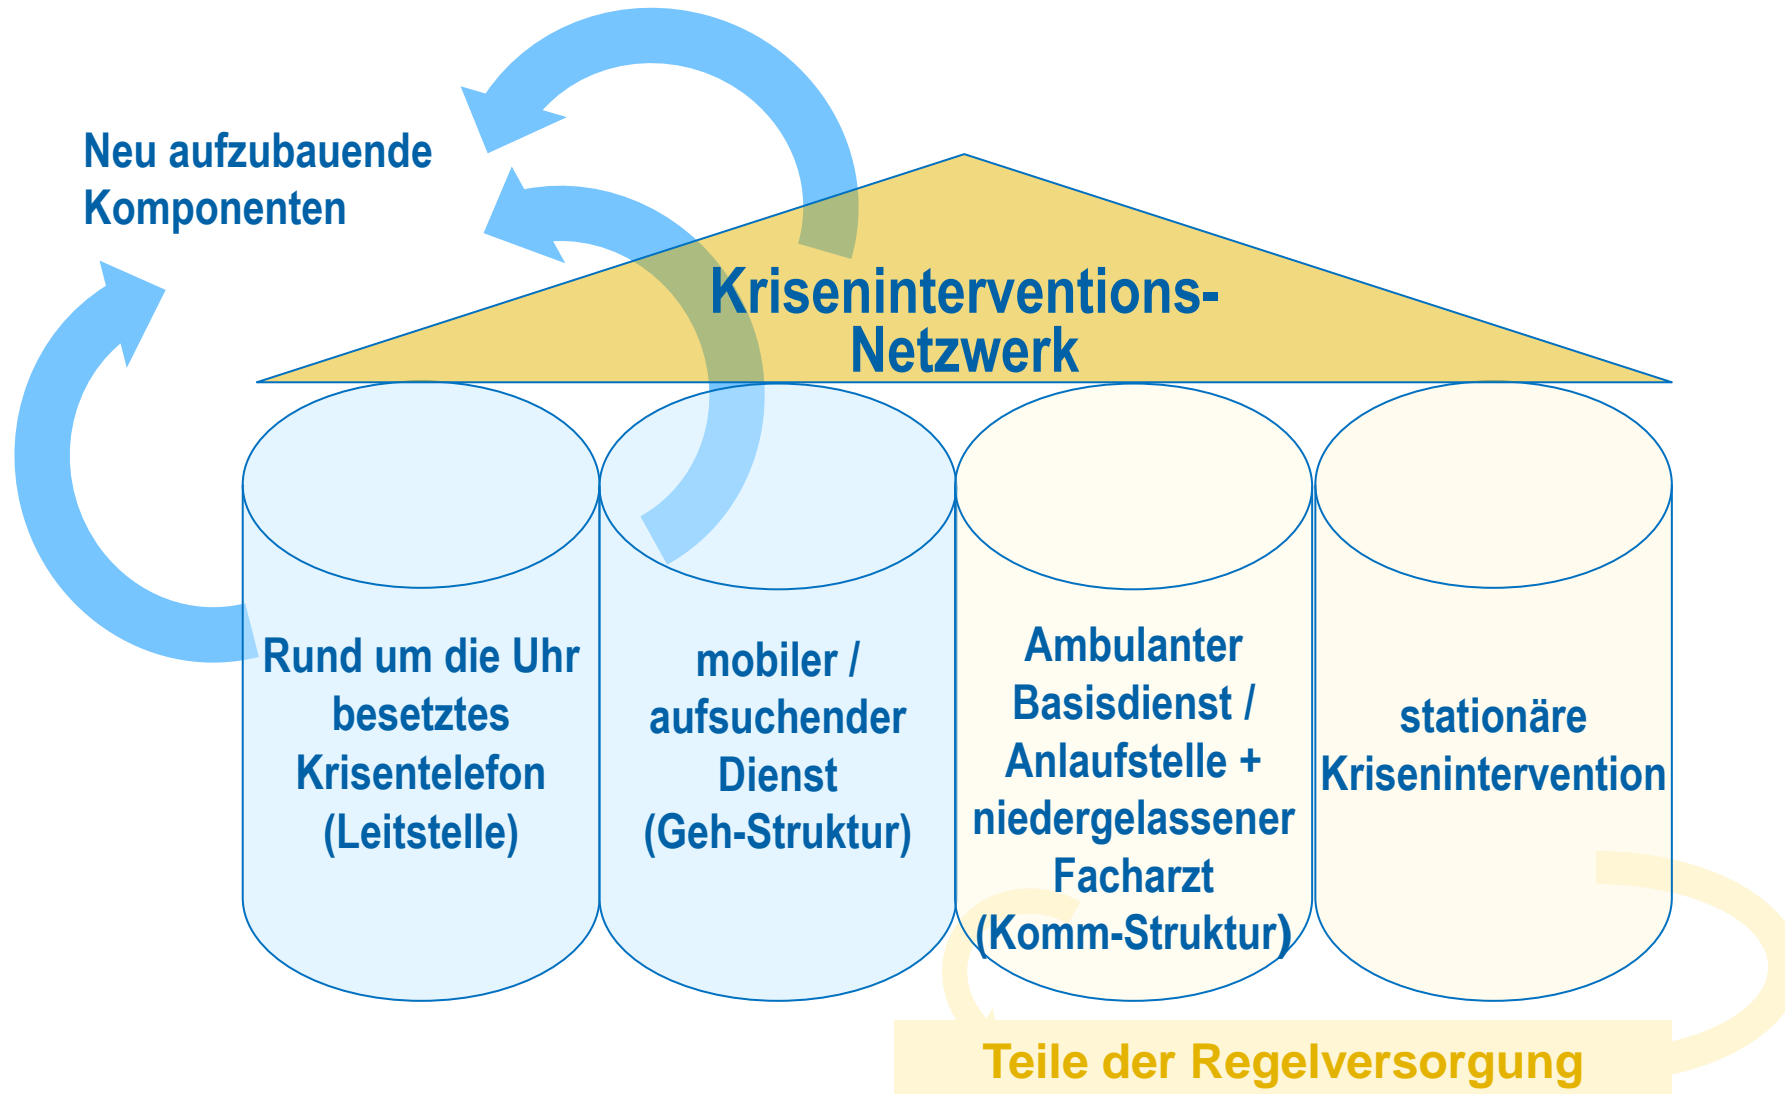 Neu aufzubauende
Komponenten
Kriseninterventions-
Netzwerk
Rund um die Uhr
besetztes
Krisentelefon
(Leitstelle)
mobiler /
aufsuchender
Dienst
(Geh-Struktur)
Ambulanter
Basisdienst /
Anlaufstelle +
niedergelassener
Facharzt
(Komm-Struktur)
stationäre
Krisenintervention
Teile der Regelversorgung